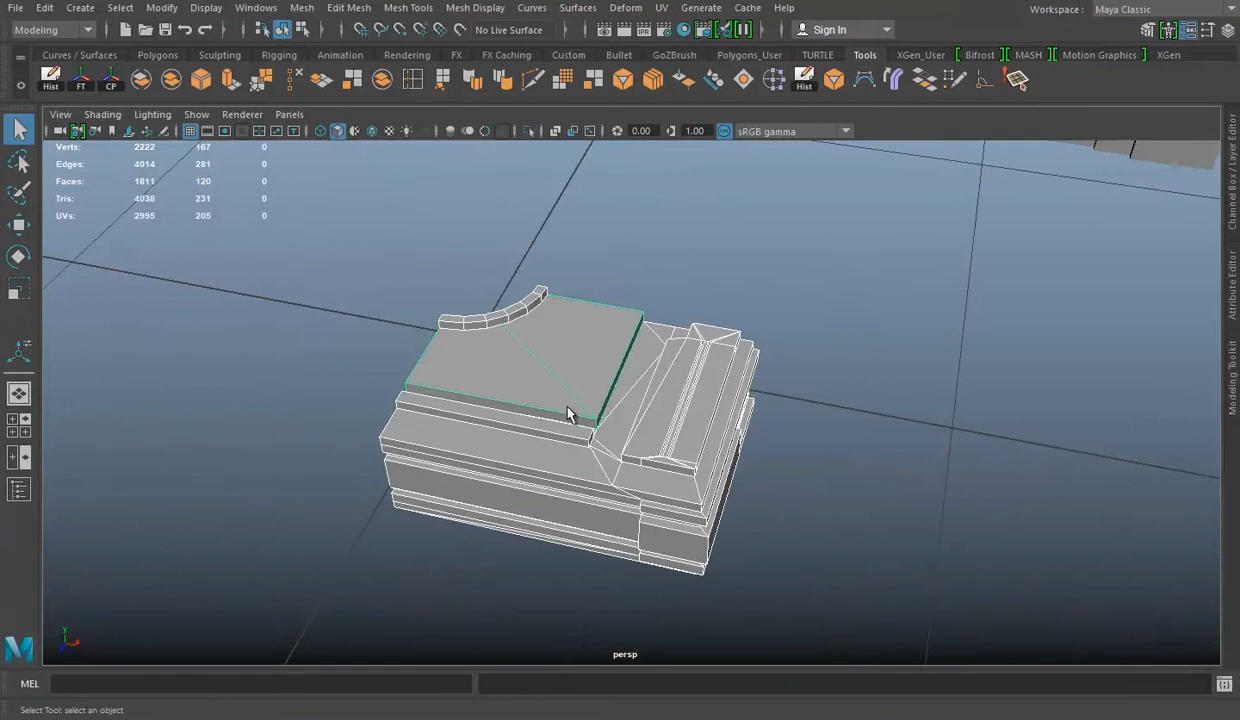 File Edit Create Select Modify Display Windows Mesh Edit Mesh Mesh Tools Mesh Display Curves Surfaces Deform UV Generate Cache Help Workspace : Maya Classic
Modeling No Live Surface Sign In
Curves / Surfaces Polygons Sculpting Rigging Animation Rendering FX FX Caching Custom Bullet GoZBrush Polygons_User TURTLE Tools XGen_User Bifrost MASH Motion Graphics XGen
Hist FT CP Hist
View Shading Lighting Show Renderer Panels
0.00 1.00 sRGB gamma
Verts: 2222 167 0
Edges: 4014 281 0
Faces: 1811 120 0
Tris: 4038 231 0
UVs: 2995 205 0
Channel Box / Layer Editor
Attribute Editor
Modeling Toolkit
y
x
persp
MEL
Select Tool: select an object